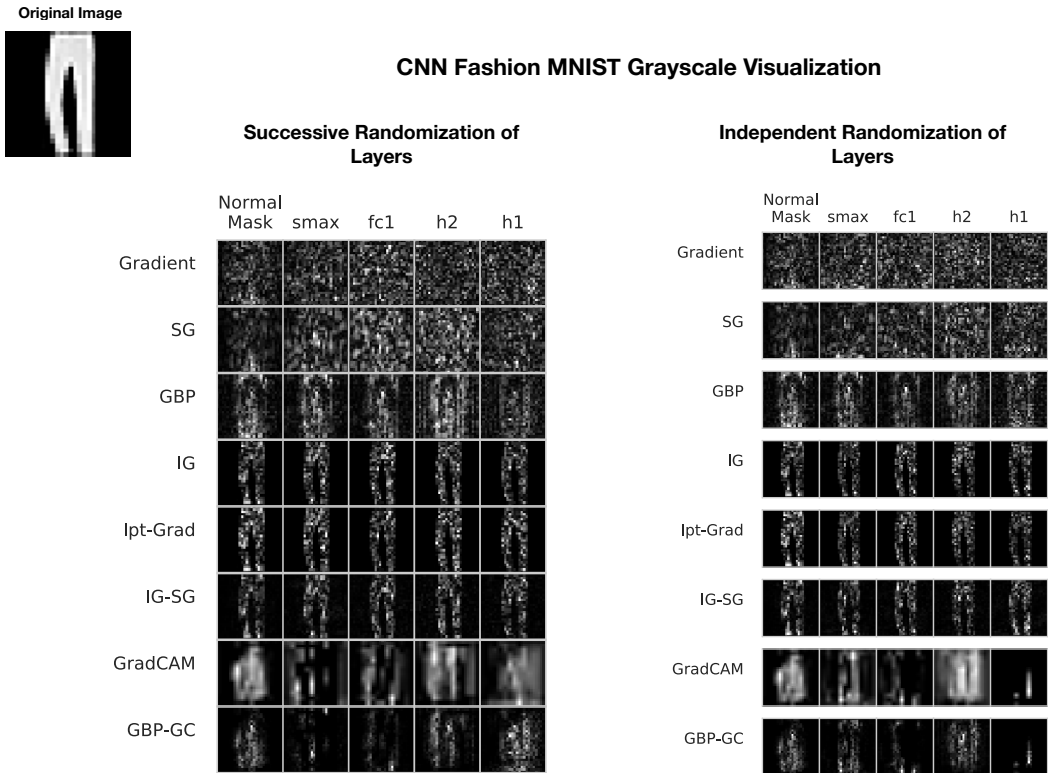 Original Image
CNN Fashion MNIST Grayscale Visualization
Successive Randomization of
Layers
Normal
Mask smax fc1 h2 h1
Gradient
SG
GBP
IG
Ipt-Grad
IG-SG
GradCAM
GBP-GC
Independent Randomization of
Layers
Normal
Mask smax fc1 h2 h1
Gradient
SG
GBP
IG
Ipt-Grad
IG-SG
GradCAM
GBP-GC